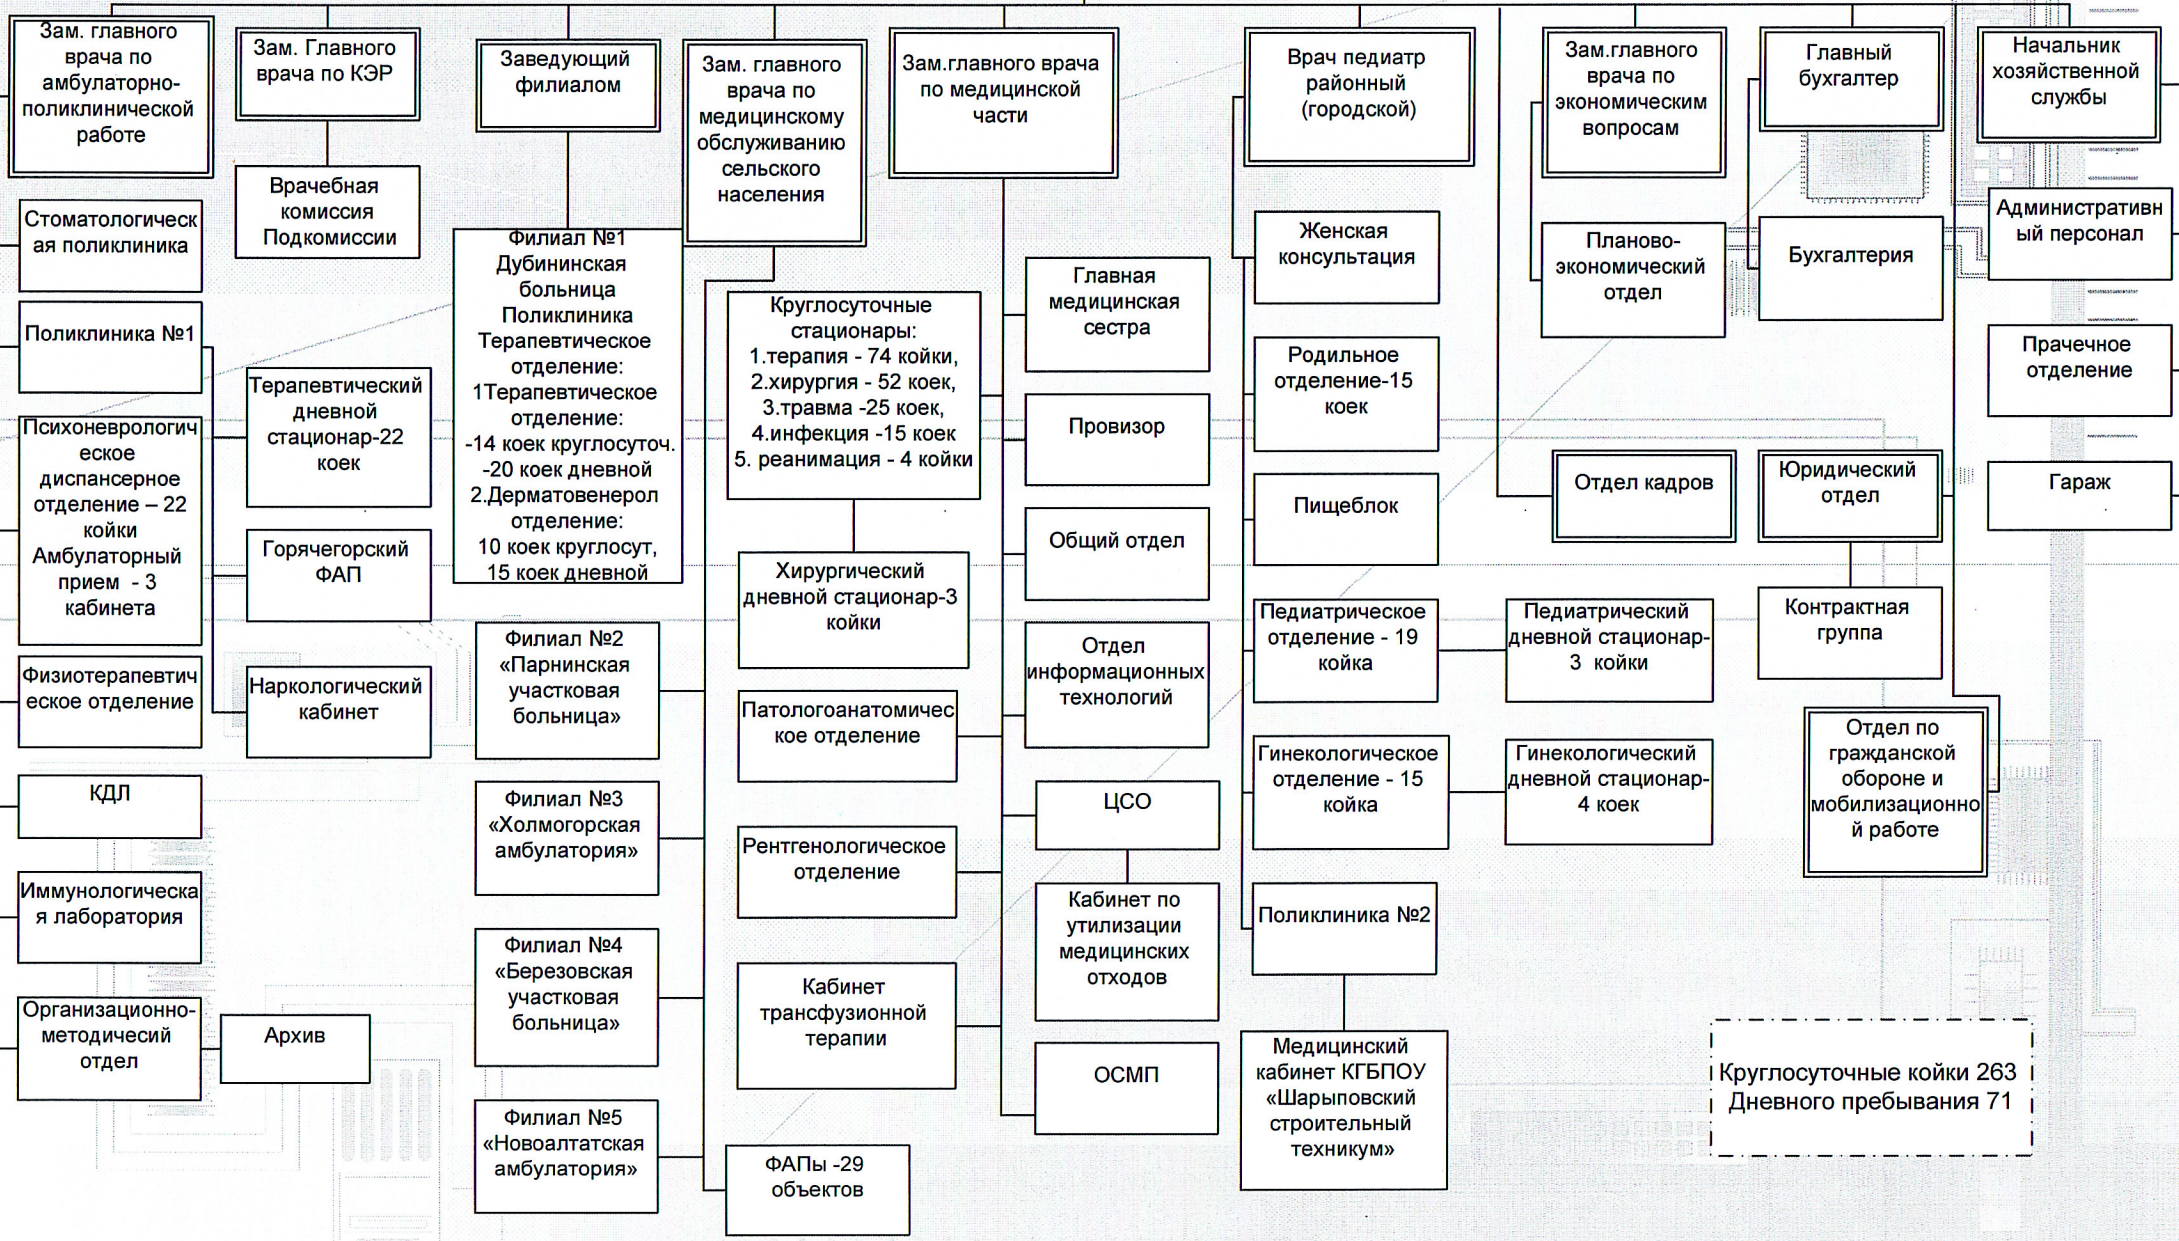 Зам. главного
врача по
амбулаторно-
поликлинической
работе
Зам. Главного
врача по КЭР
Заведующий
филиалом
Зам. главного
врача по
медицинскому
обслуживанию
сельского
населения
Зам.главного врача
по медицинской
части
Врач педиатр
районный
(городской)
Зам.главного
врача по
экономическим
вопросам
Главный
бухгалтер
Начальник
хозяйственной
службы
Стоматологическ
ая поликлиника
Поликлиника №1
Психоневрологич
еское
диспансерное
отделение – 22
койки
Амбулаторный
прием - 3
кабинета
Физиотерапевтич
еское отделение
КДЛ
Иммунологическа
я лаборатория
Организационно-
методичесий
отдел
Врачебная
комиссия
Подкомиссии
Терапевтический
дневной
стационар-22
коек
Горячегорский
ФАП
Наркологический
кабинет
Архив
Филиал №1
Дубининская
больница
Поликлиника
Терапевтическое
отделение:
1Терапевтическое
отделение:
-14 коек круглосуточ.
-20 коек дневной
2.Дерматовенерол
отделение:
10 коек круглосут,
15 коек дневной
Филиал №2
«Парнинская
участковая
больница»
Филиал №3
«Холмогорская
амбулатория»
Филиал №4
«Березовская
участковая
больница»
Филиал №5
«Новоалтатская
амбулатория»
Круглосуточные
стационары:
1.терапия - 74 койки,
2.хирургия - 52 коек,
3.травма -25 коек,
4.инфекция -15 коек
5. реанимация - 4 койки
Хирургический
дневной стационар-3
койки
Патологоанатомичес
кое отделение
Рентгенологическое
отделение
Кабинет
трансфузионной
терапии
ФАПы -29
объектов
Главная
медицинская
сестра
Провизор
Общий отдел
Отдел
информационных
технологий
ЦСО
Кабинет по
утилизации
медицинских
отходов
ОСМП
Женская
консультация
Родильное
отделение-15
коек
Пищеблок
Педиатрическое
отделение - 19
койка
Гинекологическое
отделение - 15
койка
Поликлиника №2
Медицинский
кабинет КГБПОУ
«Шарыповский
строительный
техникум»
Педиатрический
дневной стационар-
3 койки
Гинекологический
дневной стационар-
4 коек
Планово-
экономический
отдел
Бухгалтерия
Отдел кадров
Юридический
отдел
Контрактная
группа
Отдел по
гражданской
обороне и
мобилизационно
й работе
Административн
ый персонал
Прачечное
отделение
Гараж
Круглосуточные койки 263
Дневного пребывания 71